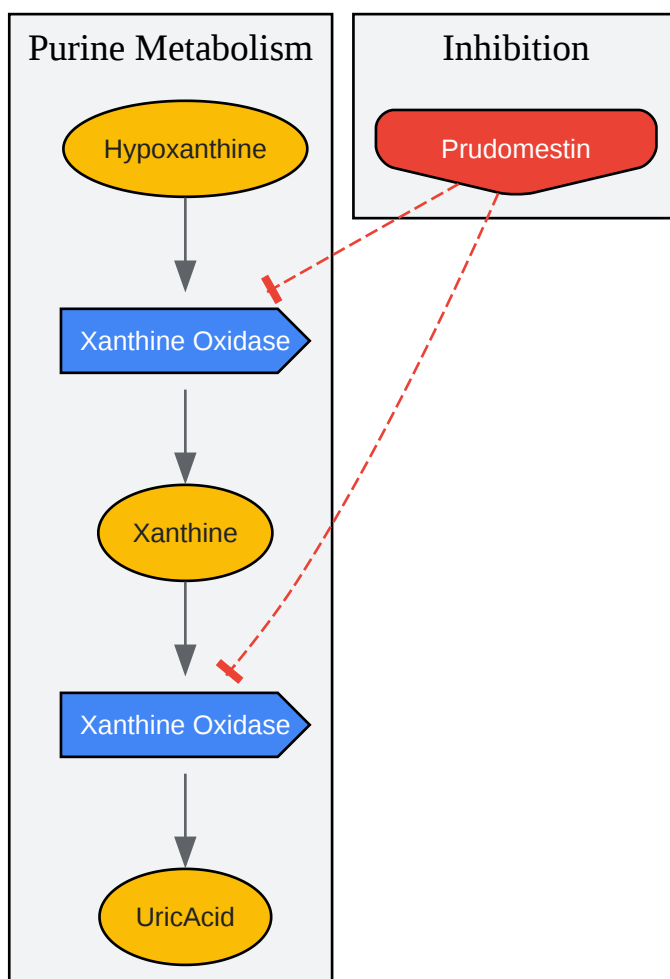 Purine Metabolism
Inhibition
Hypoxanthine
Prudomestin
Xanthine Oxidase
Xanthine
Xanthine Oxidase
UricAcid